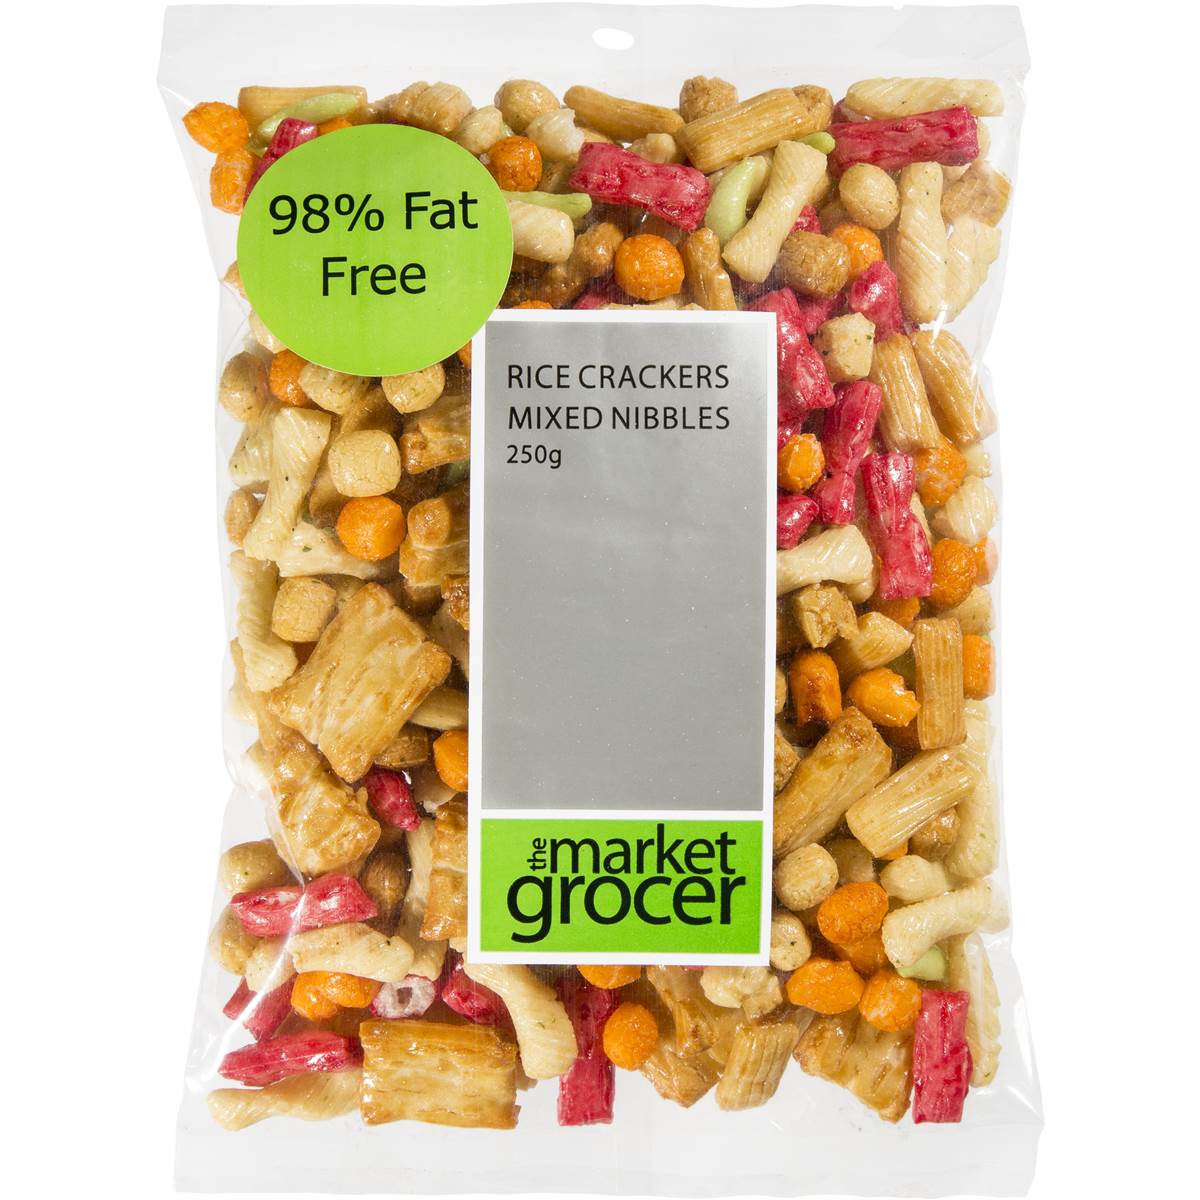 98% Fat
Free
RICE CRACKERS
MIXED NIBBLES
250g
the market
grocer